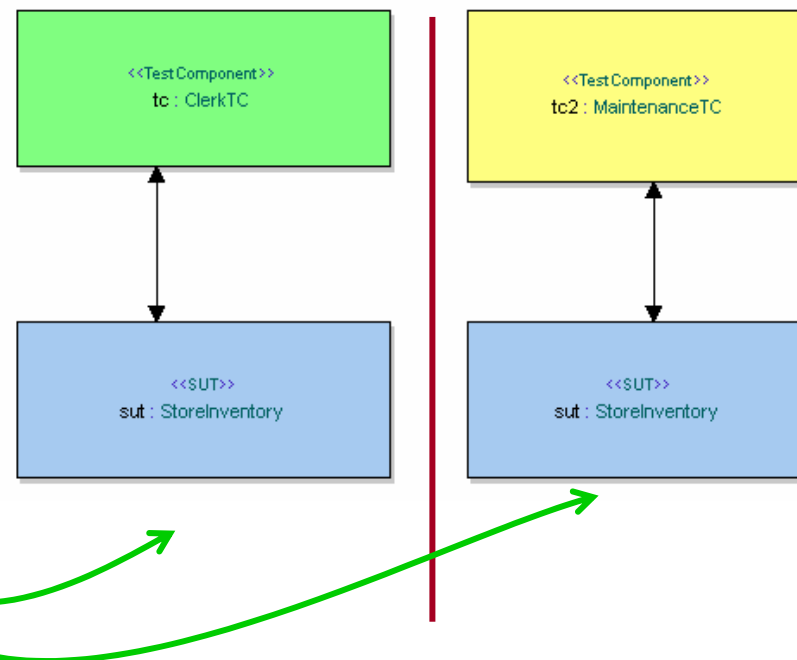 <<TestComponent>>
tc : ClerkTC
<<SUT>>
sut : StoreInventory
<<TestComponent>>
tc2 : MaintenanceTC
<<SUT>>
sut : StoreInventory